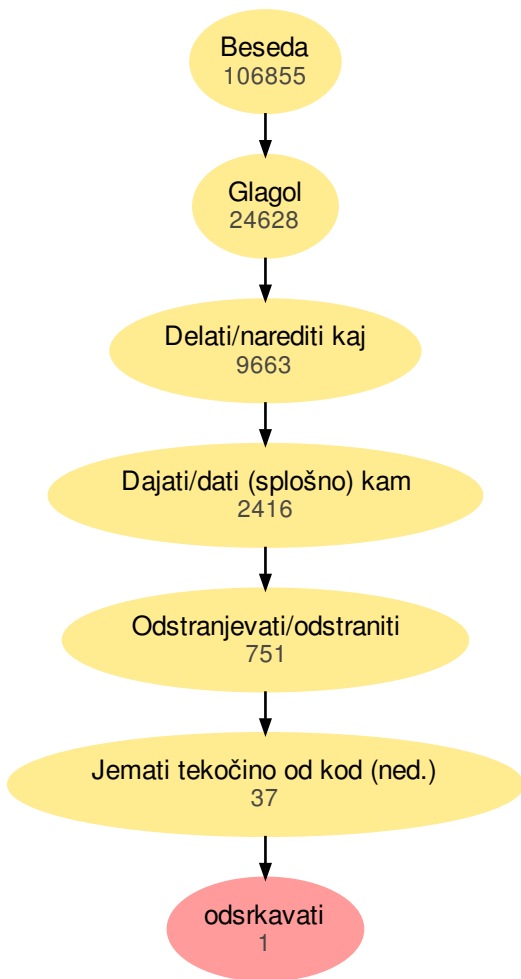 Beseda
106855
Glagol
24628
Delati/narediti kaj
9663
Dajati/dati (splošno) kam
2416
Odstranjevati/odstraniti
751
Jemati tekočino od kod (ned.)
37
odsrkavati
1